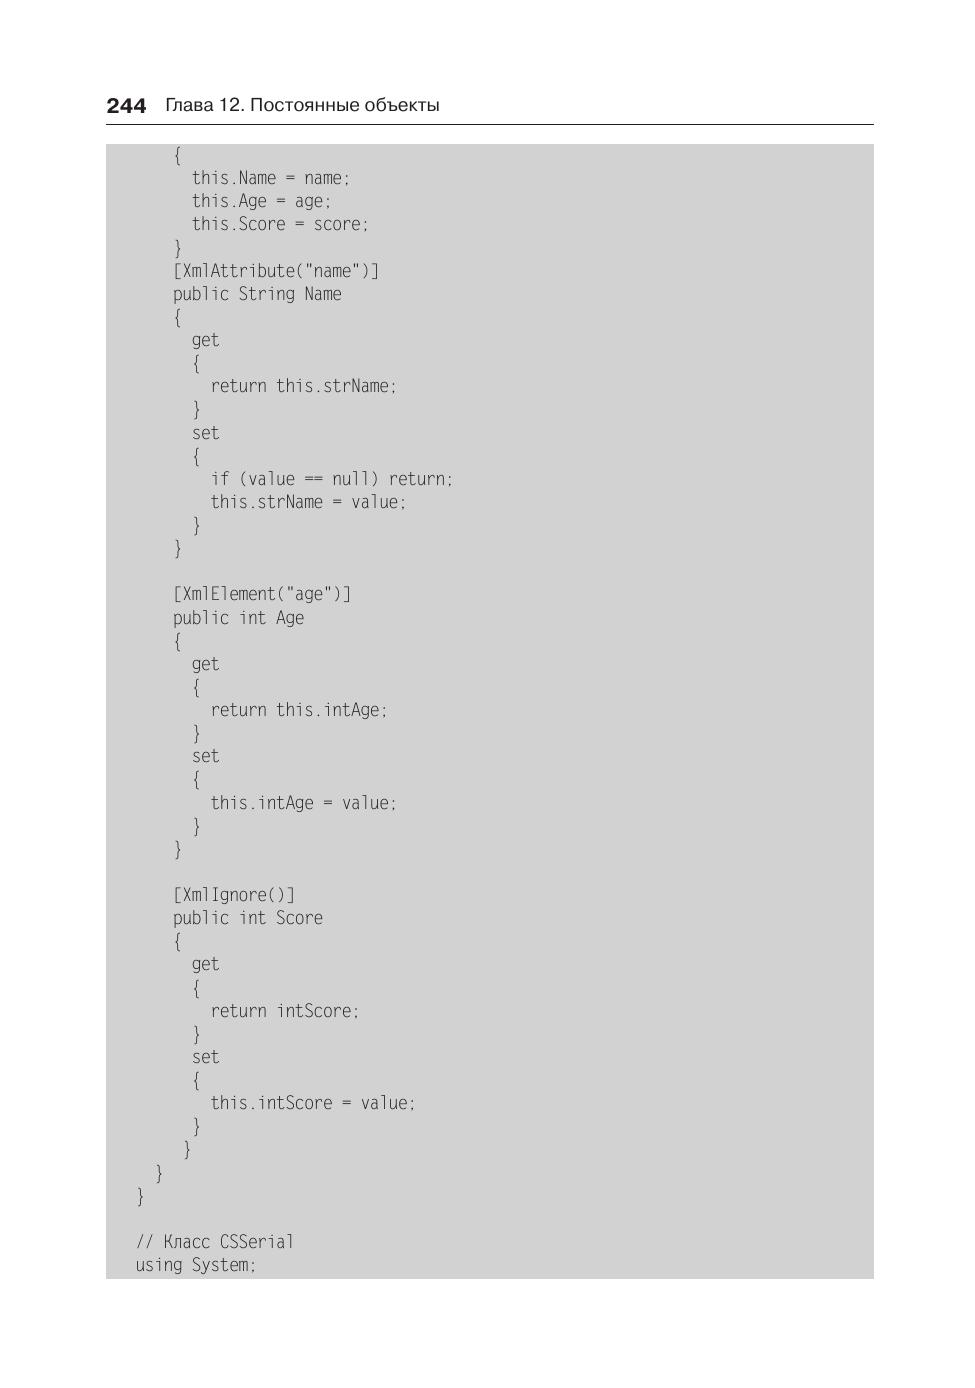 244 Глава 12. Постоянные объекты
{
this.Name = name;
this.Age = age;
this.Score = score;
}
[XmlAttribute("name")]
public String Name
{
get
{
return this.strName;
}
set
{
if (value == null) return;
this.strName = value;
}
}
[XmlElement("age")]
public int Age
{
get
{
return this.intAge;
}
set
{
this.intAge = value;
}
}
[XmlIgnore()]
public int Score
{
get
{
return intScore;
}
set
{
this.intScore = value;
}
}
}
}
// Класс CSSerial
using System;